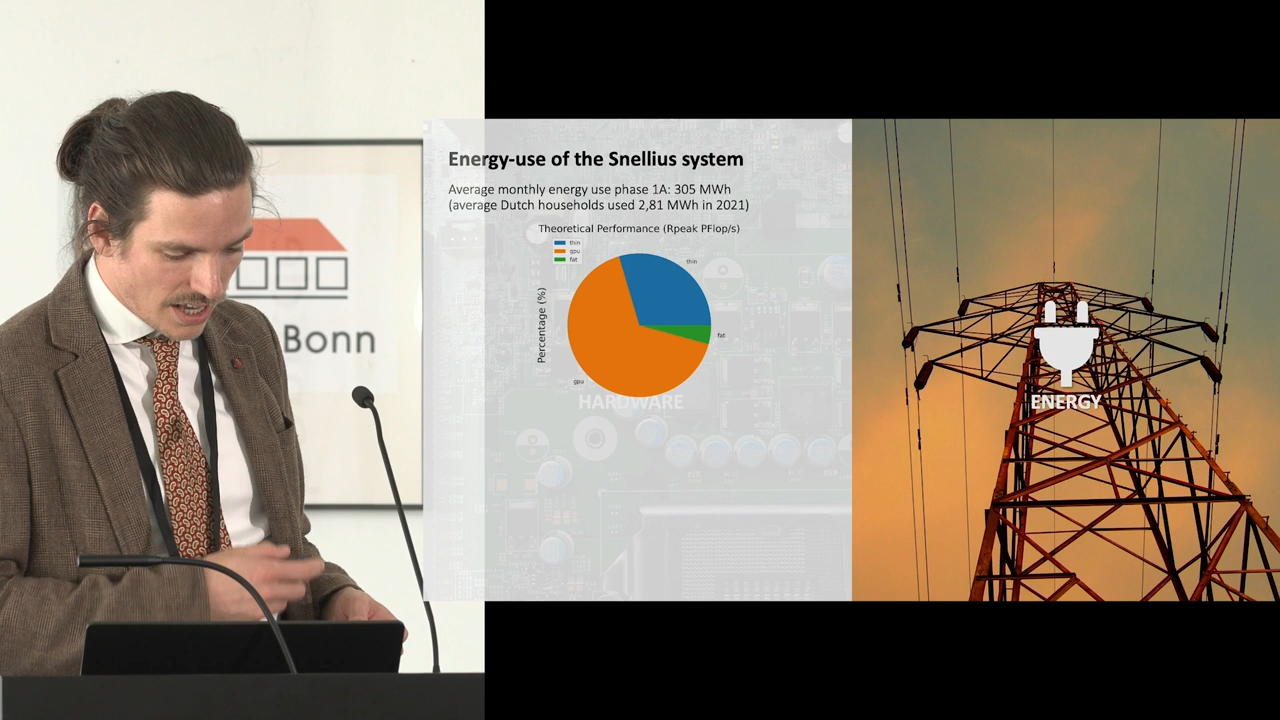 Bonn
Energy-use of the Snellius system
Average monthly energy use phase 1A: 305 MWh
(average Dutch households used 2,81 MWh in 2021)
Theoretical Performance (Rpeak PFlop/s)
thin
gpu
fat
thin
fat
gpu
Percentage (%)
HARDWARE
ENERGY